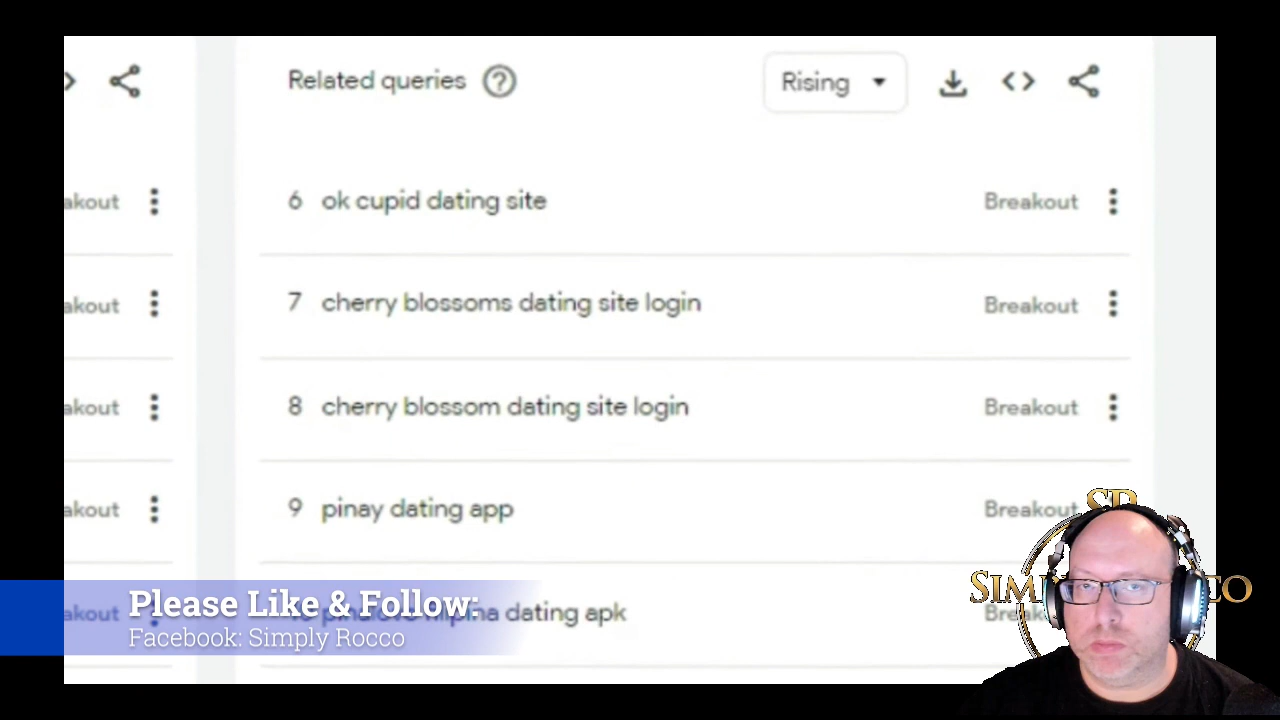 Related queries
Rising
akout
6 ok cupid dating site Breakout
akout
7 cherry blossoms dating site login Breakout
akout
8 cherry blossom dating site login Breakout
akout
9 pinay dating app Breakout
akout
dating apk
Please Like & Follow:
Facebook: Simply Rocco
SR